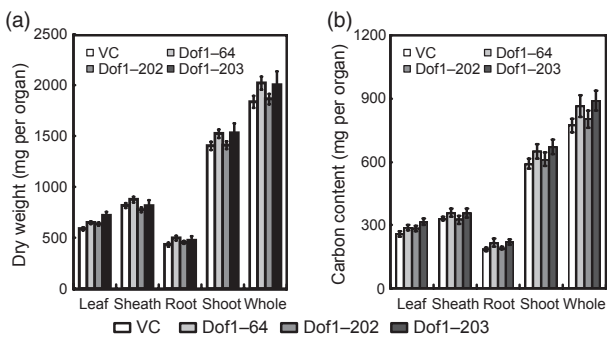 (a)
2500
2000
1500
1000
500
0
Dry weight (mg per organ)
VC Dof1–64
Dof1–202 Dof1–203
Leaf Sheath Root Shoot Whole
(b)
1200
900
600
300
0
Carbon content (mg per organ)
VC Dof1–64
Dof1–202 Dof1–203
Leaf Sheath Root Shoot Whole
VC Dof1–64 Dof1–202 Dof1–203